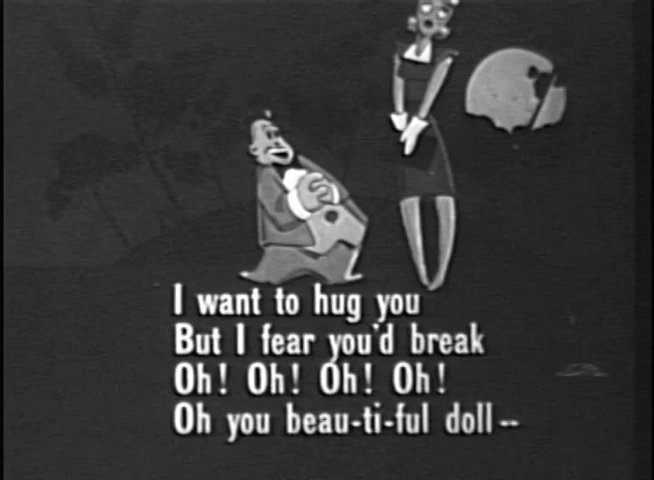 I want to hug you
But I fear you'd break
Oh! Oh! Oh! Oh!
Oh you beau-ti-ful doll--